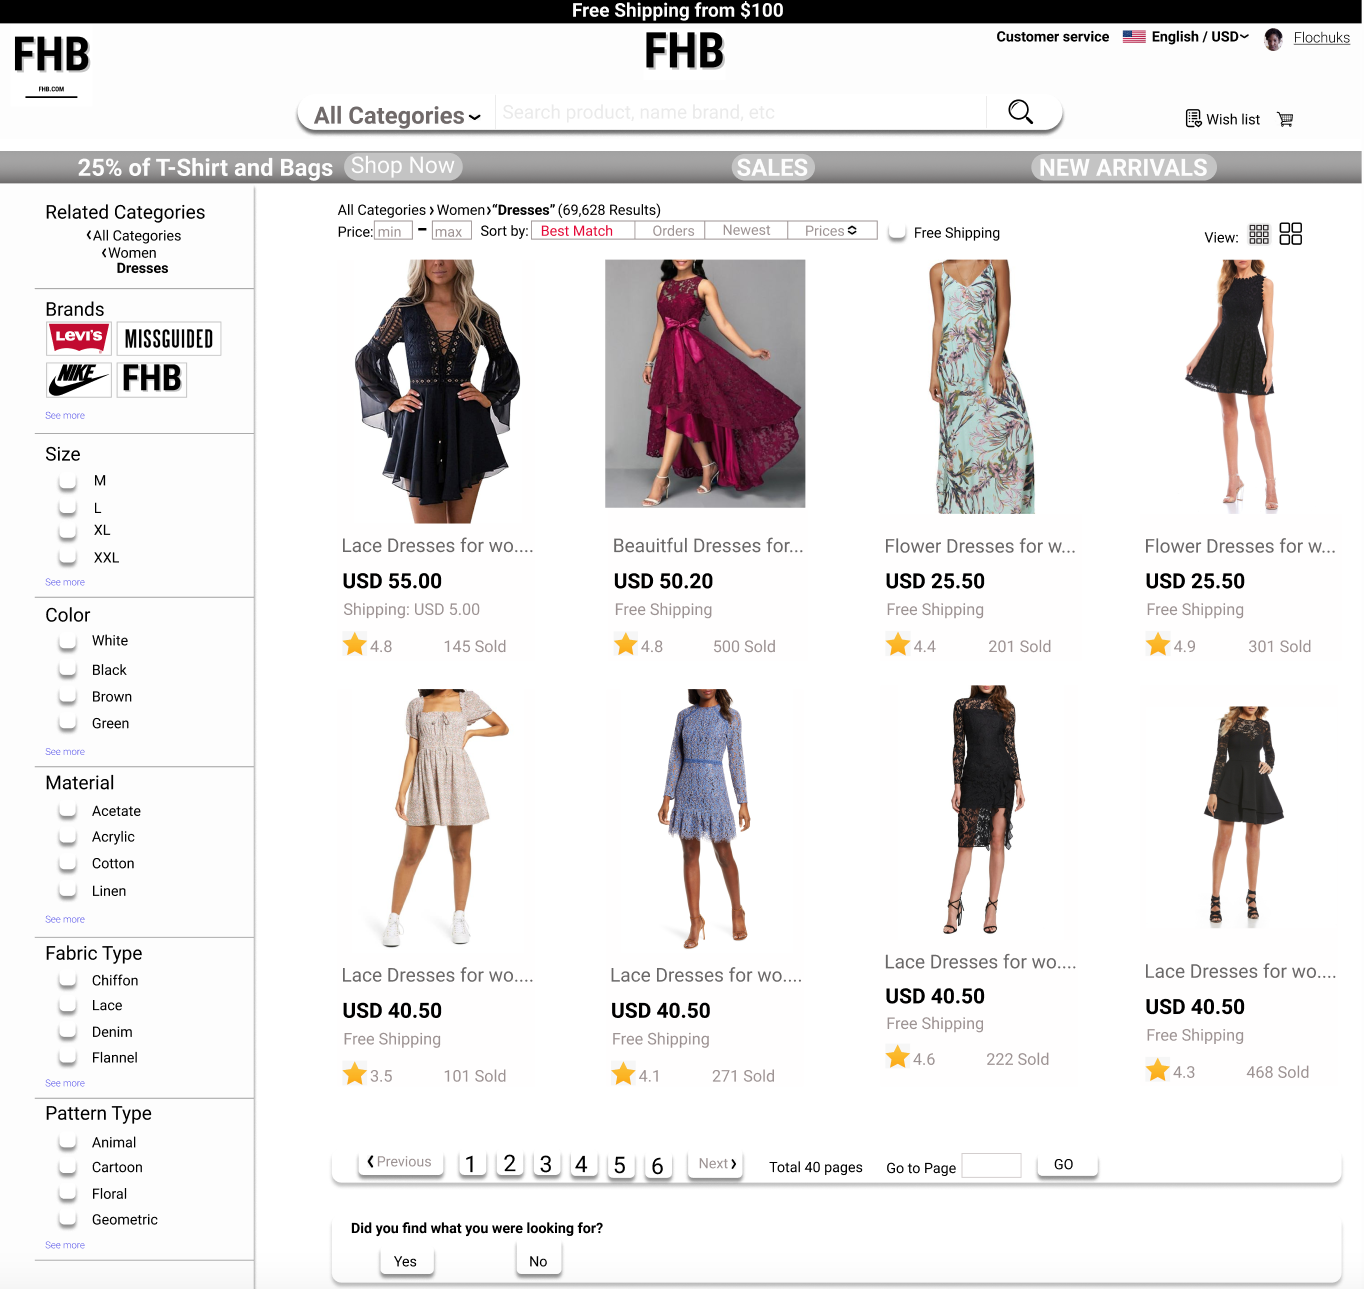 Free Shipping from $100
FHB
FHB.COM
FHB
Customer service English / USD Flochuks
All Categories Search product, name brand, etc
Wish list
25% of T-Shirt and Bags Shop Now SALES NEW ARRIVALS
Related Categories
‹All Categories
‹Women
Dresses
Brands
LEVI'S MISSGUIDED
NIKE FHB
See more
Size
M
L
XL
XXL
See more
Color
White
Black
Brown
Green
See more
Material
Acetate
Acrylic
Cotton
Linen
See more
Fabric Type
Chiffon
Lace
Denim
Flannel
See more
Pattern Type
Animal
Cartoon
Floral
Geometric
See more
All Categories › Women›“Dresses” (69,628 Results)
Price: min – max Sort by: Best Match Orders Newest Prices Free Shipping
View:
Lace Dresses for wo....
USD 55.00
Shipping: USD 5.00
4.8 145 Sold
Beauitful Dresses for...
USD 50.20
Free Shipping
4.8 500 Sold
Flower Dresses for w...
USD 25.50
Free Shipping
4.4 201 Sold
Flower Dresses for w...
USD 25.50
Free Shipping
4.9 301 Sold
Lace Dresses for wo....
USD 40.50
Free Shipping
3.5 101 Sold
Lace Dresses for wo....
USD 40.50
Free Shipping
4.1 271 Sold
Lace Dresses for wo....
USD 40.50
Free Shipping
4.6 222 Sold
Lace Dresses for wo....
USD 40.50
Free Shipping
4.3 468 Sold
‹ Previous 1 2 3 4 5 6 Next › Total 40 pages Go to Page GO
Did you find what you were looking for?
Yes No